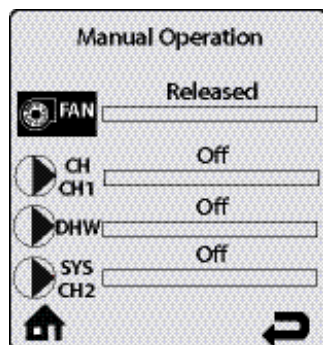 Manual Operation
Released
FAN
Off
CH
CH1
Off
DHW
Off
SYS
CH2